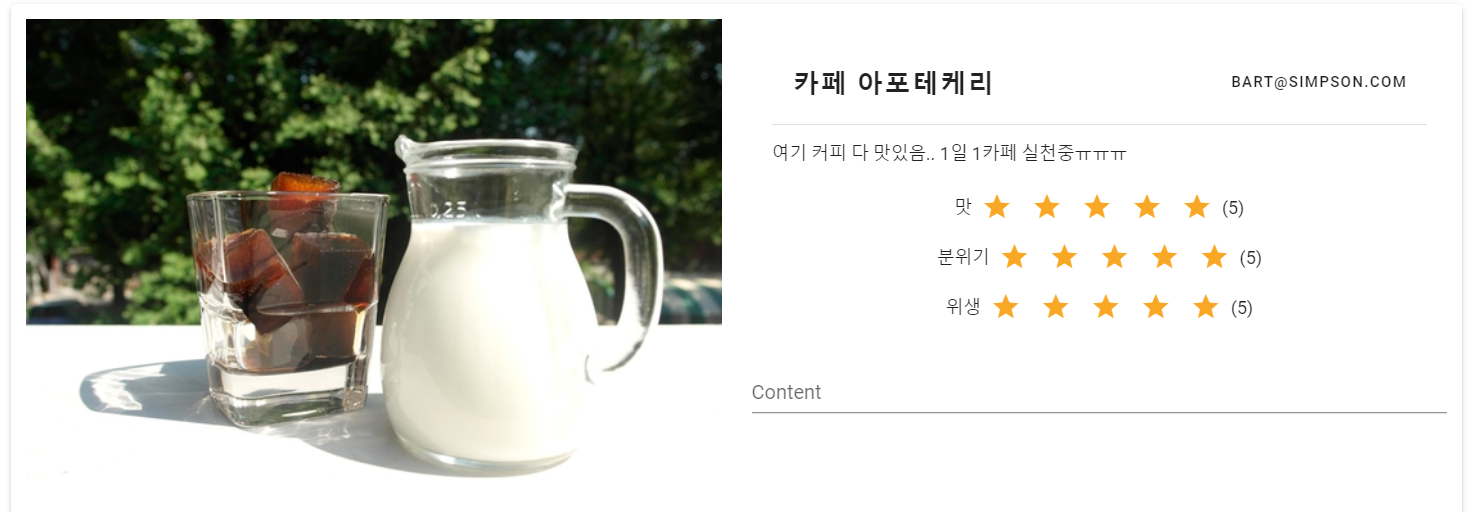 카페 아포테케리
BART@SIMPSON.COM
여기 커피 다 맛있음.. 1일 1카페 실천중ㅠㅠㅠ
맛 (5)
분위기 (5)
위생 (5)
Content
0,25